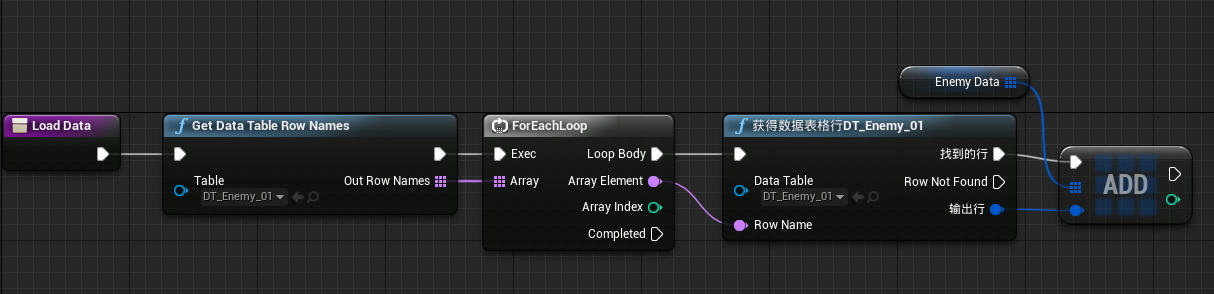 Enemy Data
Load Data
Get Data Table Row Names
Table
DT_Enemy_01
Out Row Names
ForEachLoop
Exec
Loop Body
Array
Array Element
Array Index
Completed
获得数据表格行DT_Enemy_01
找到的行
Data Table
DT_Enemy_01
Row Not Found
输出行
Row Name
ADD